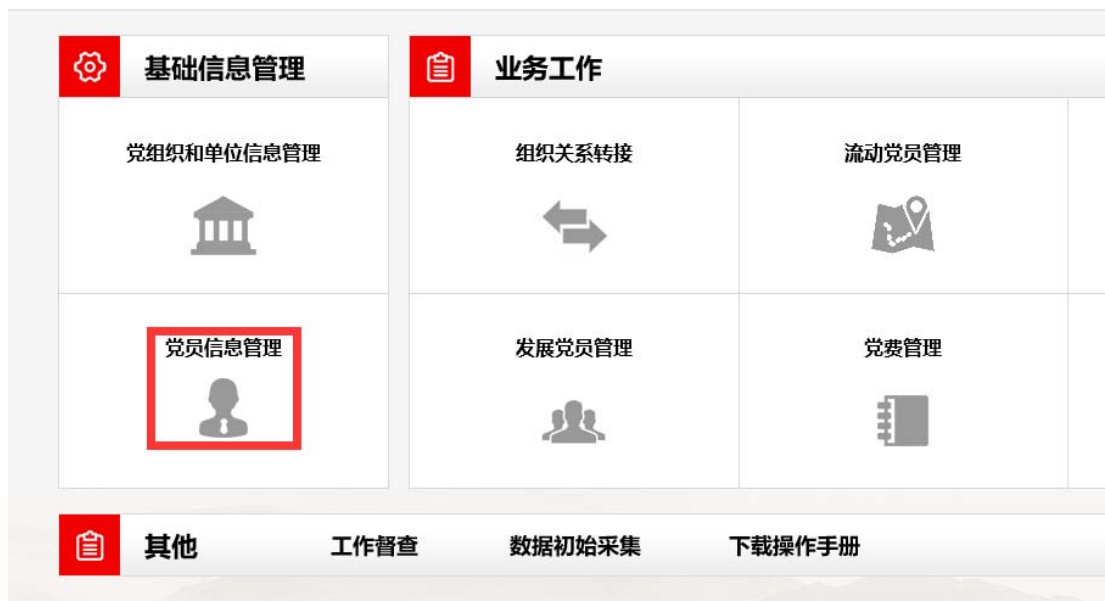 基础信息管理
业务工作
党组织和单位信息管理
组织关系转接
流动党员管理
党员信息管理
发展党员管理
党费管理
其他
工作督查
数据初始采集
下载操作手册